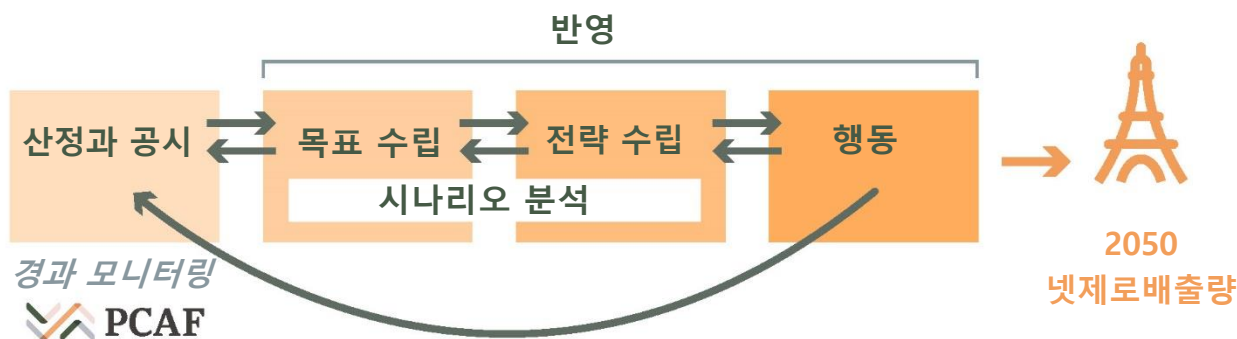 반영
산정과 공시
목표 수립
전략 수립
행동
시나리오 분석
경과 모니터링
PCAF
2050
넷제로배출량